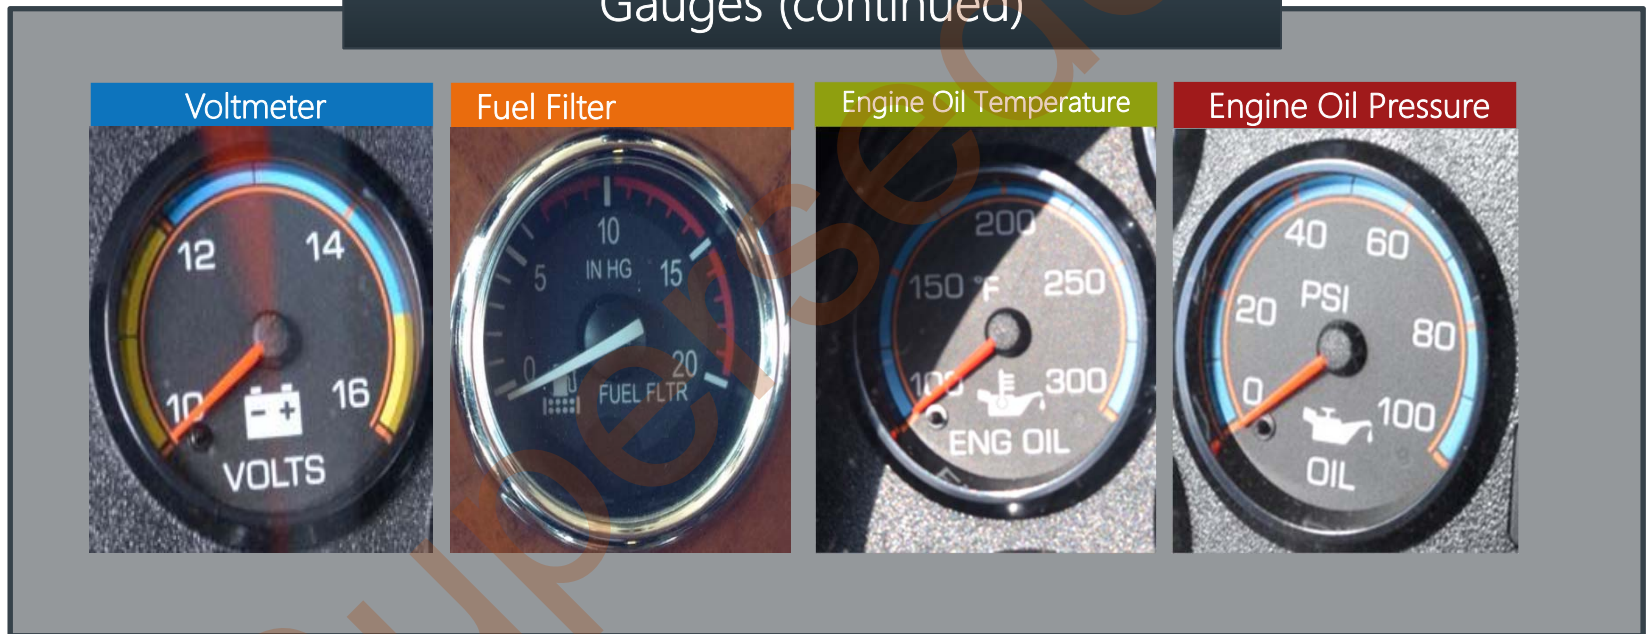 Gauges (continued)
Voltmeter
Fuel Filter
Engine Oil Temperature
Engine Oil Pressure
12
14
10
16
VOLTS
10
5
IN HG
15
0
20
FUEL FLTR
200
150 °F 250
100
300
ENG OIL
40
60
PSI
20
80
0
100
OIL